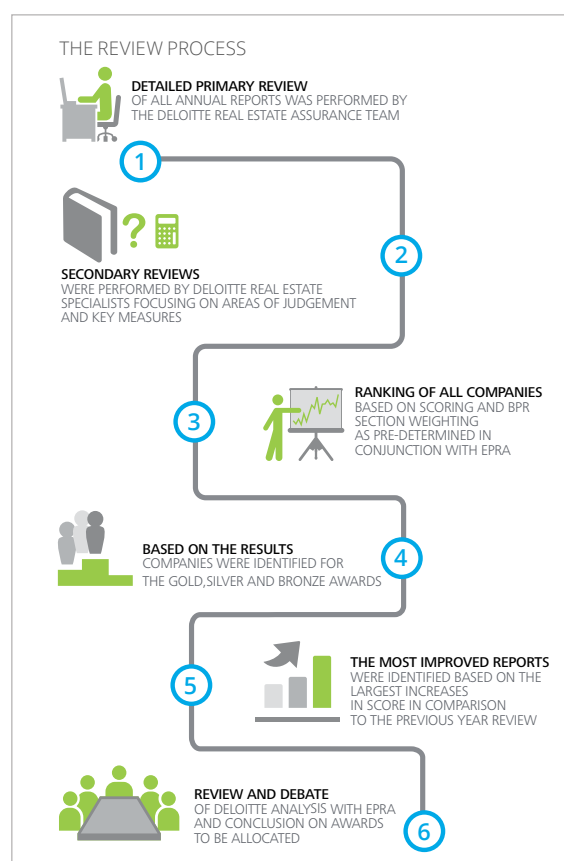 THE REVIEW PROCESS
DETAILED PRIMARY REVIEW
OF ALL ANNUAL REPORTS WAS PERFORMED BY
THE DELOITTE REAL ESTATE ASSURANCE TEAM
1
2
SECONDARY REVIEWS
WERE PERFORMED BY DELOITTE REAL ESTATE
SPECIALISTS FOCUSING ON AREAS OF JUDGEMENT
AND KEY MEASURES
3
RANKING OF ALL COMPANIES
BASED ON SCORING AND BPR
SECTION WEIGHTING
AS PRE-DETERMINED IN
CONJUNCTION WITH EPRA
4
BASED ON THE RESULTS
COMPANIES WERE IDENTIFIED FOR
THE GOLD,SILVER AND BRONZE AWARDS
5
THE MOST IMPROVED REPORTS
WERE IDENTIFIED BASED ON THE
LARGEST INCREASES
IN SCORE IN COMPARISON
TO THE PREVIOUS YEAR REVIEW
REVIEW AND DEBATE
OF DELOITTE ANALYSIS WITH EPRA
AND CONCLUSION ON AWARDS
TO BE ALLOCATED
6